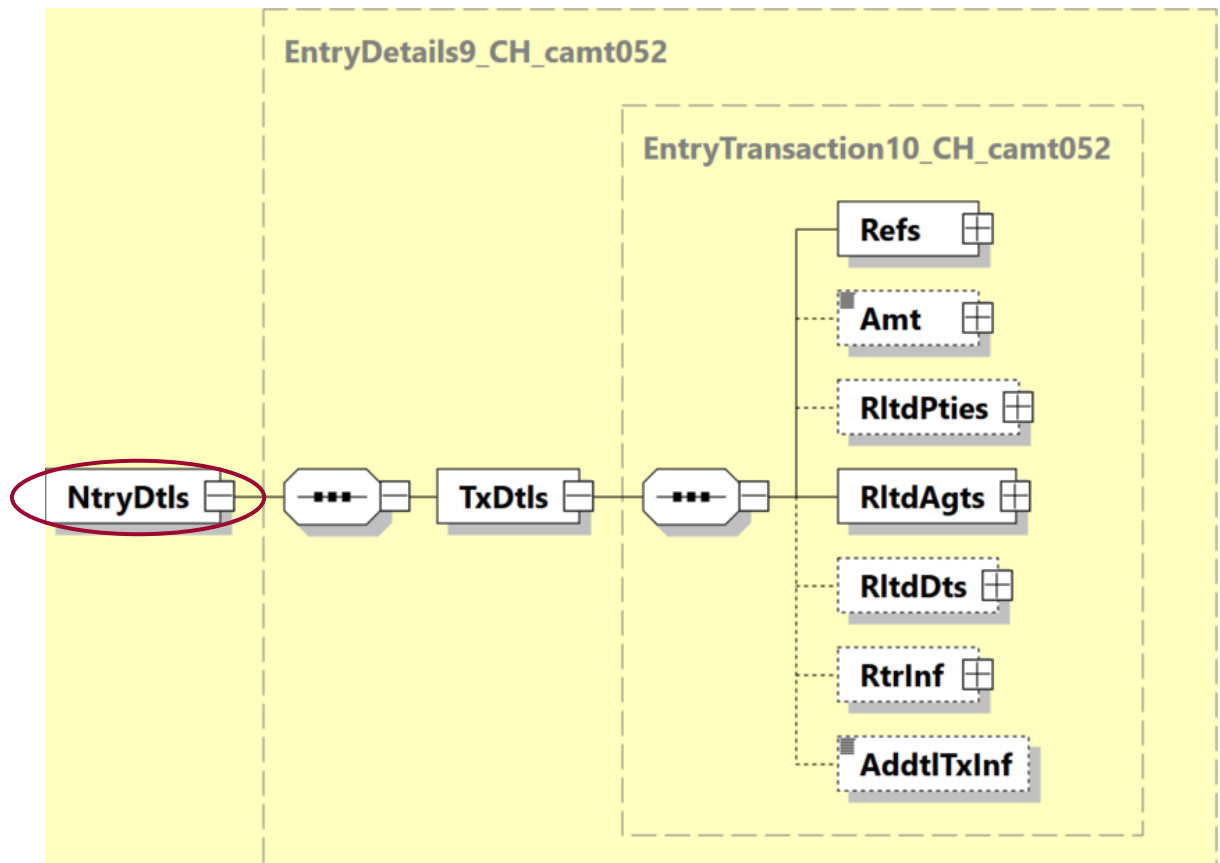 EntryDetails9_CH_camt052
EntryTransaction10_CH_camt052
Refs
Amt
RltdPties
NtryDtls
TxDtls
RltdAgts
RltdDts
RtrInf
AddtlTxInf